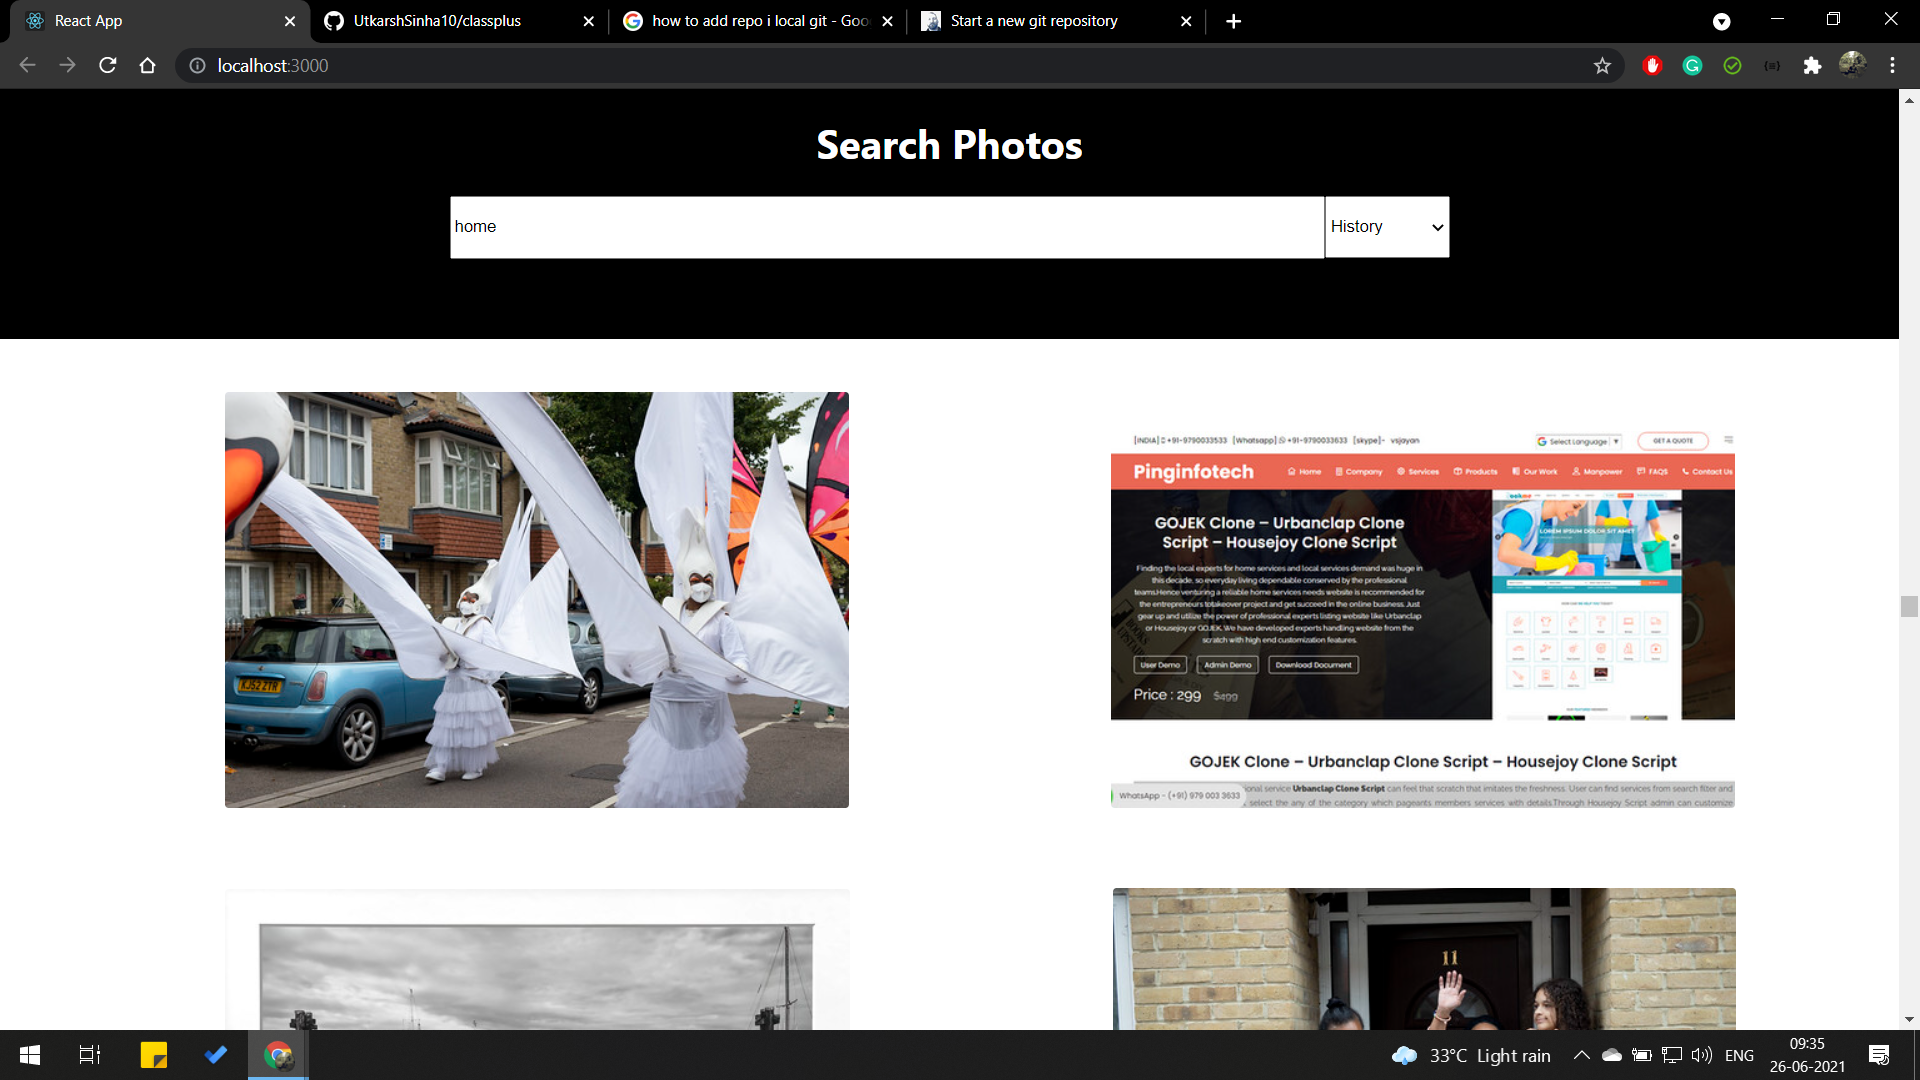 React App
UtkarshSinha10/classplus
how to add repo i local git - Goo
Start a new git repository
localhost:3000
Search Photos
home
History
[INDIA] +91-9790033533 [Whatsapp] +91-9790033633 [skype]- vsjayan
Select Language
GET A QUOTE
Pinginfotech
Home
Company
Services
Products
Our Work
Manpower
FAQS
Contact Us
GOJEK Clone – Urbanclap Clone
Script – Housejoy Clone Script
Finding the local experts for home services and local services demand was huge in
this decade, so everyday living dependable conserved by the professional
teams.Hence venturing a reliable home services needs website is recommended for
the entrepreneurs totakeover project and get succeed in the online business. Just
gear up and utilize the power of professional experts listing website like Urbanclap
or Housejoy or GOJEK. We have developed experts handling website from the
scratch with high end customization features.
User Demo
Admin Demo
Download Document
Price : 299 $499
LOREM IPSUM DOLOR SIT AMET
GOJEK Clone – Urbanclap Clone Script – Housejoy Clone Script
ional service Urbanclap Clone Script can feel that scratch that imitates the freshness. User can find services from search filter and
WhatsApp - (+91) 979 003 3633
select the any of the category which pageants members services with details.Through Housejoy Script admin can customize
KJ52 ZTR
11
33°C Light rain
ENG
09:35
26-06-2021